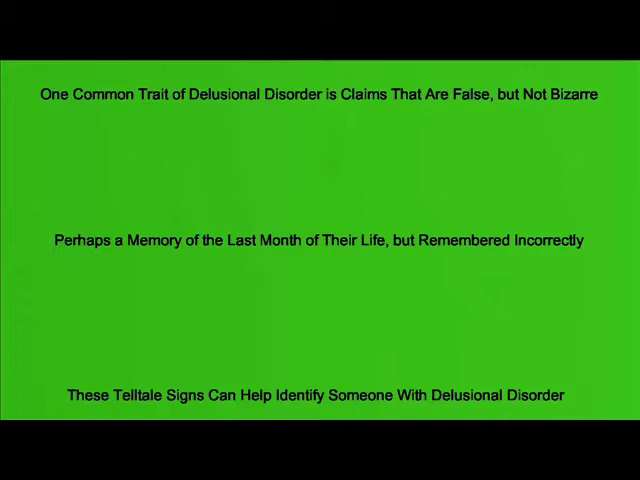 One Common Trait of Delusional Disorder is Claims That Are False, but Not Bizarre
Perhaps a Memory of the Last Month of Their Life, but Remembered Incorrectly
These Telltale Signs Can Help Identify Someone With Delusional Disorder